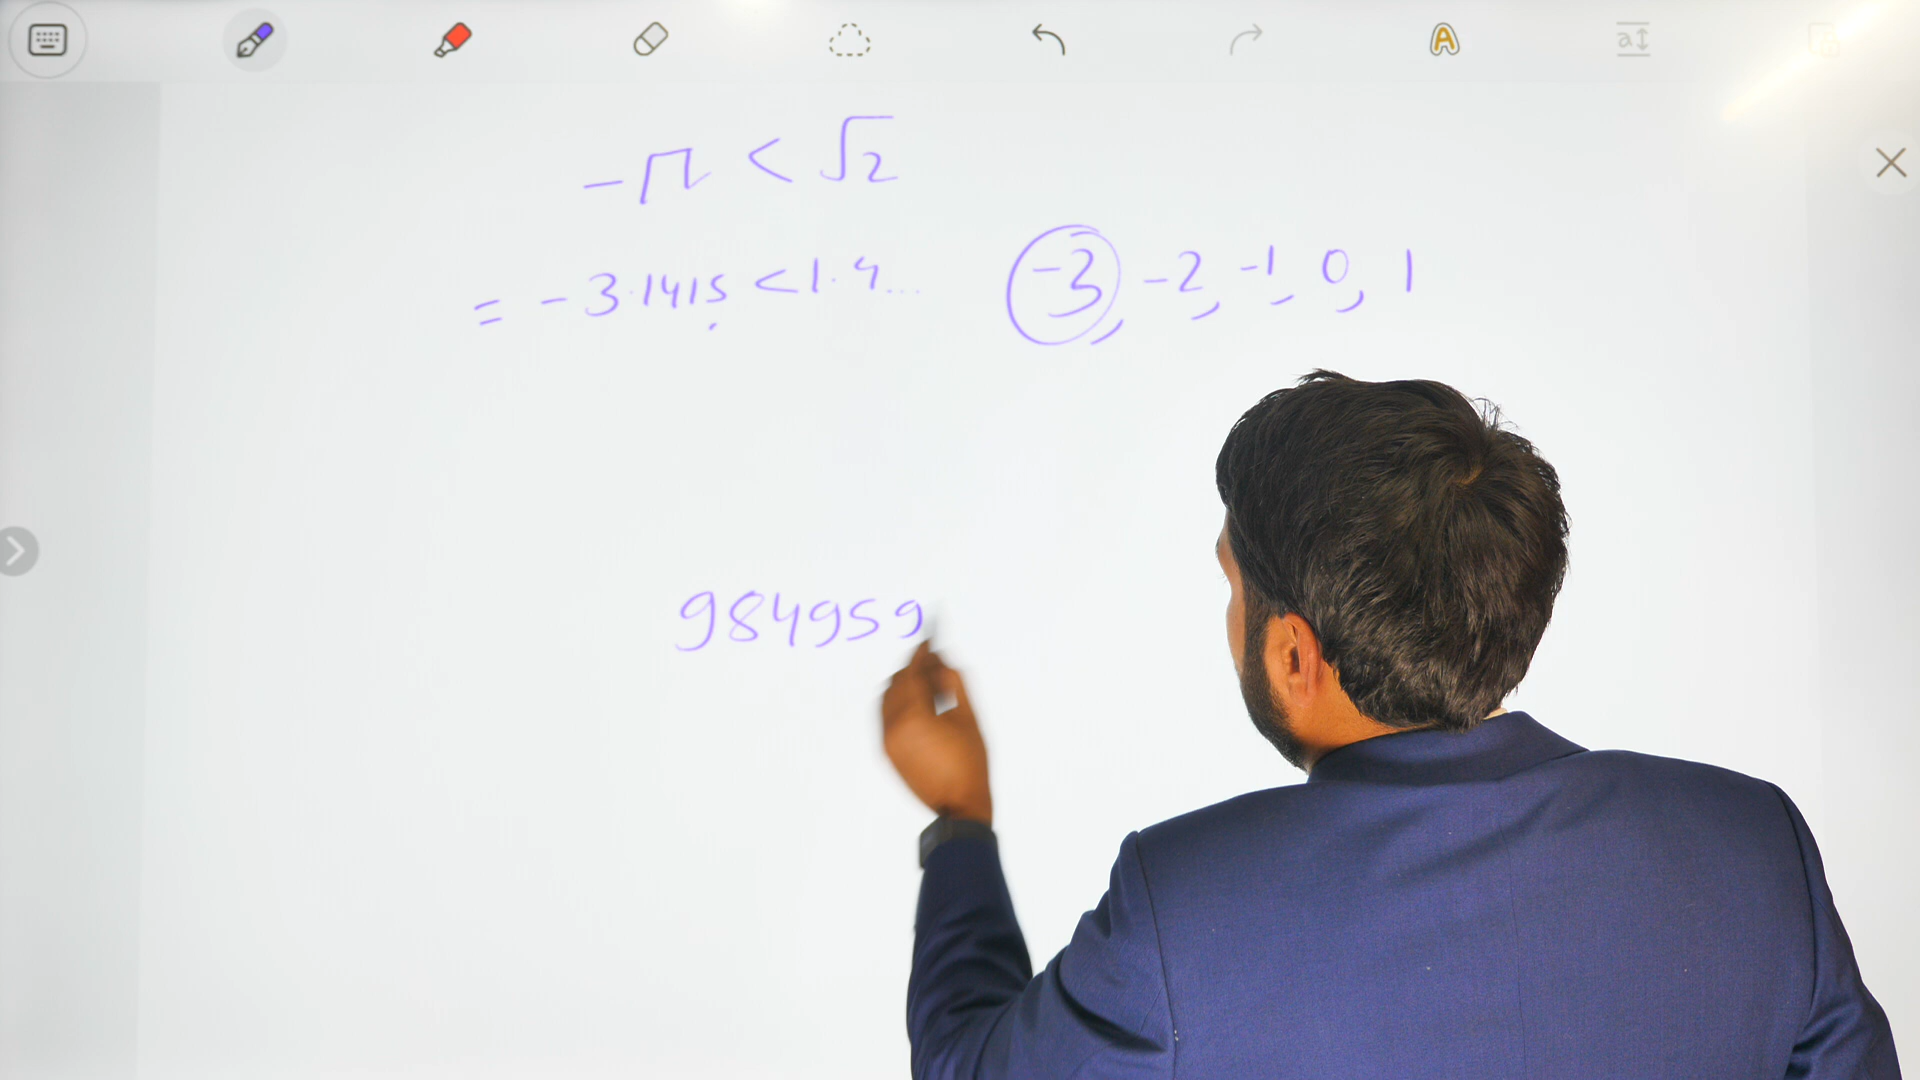 A a
-π < √2
= -3.1415 < 1.4...
-3, -2, -1, 0, 1
984959